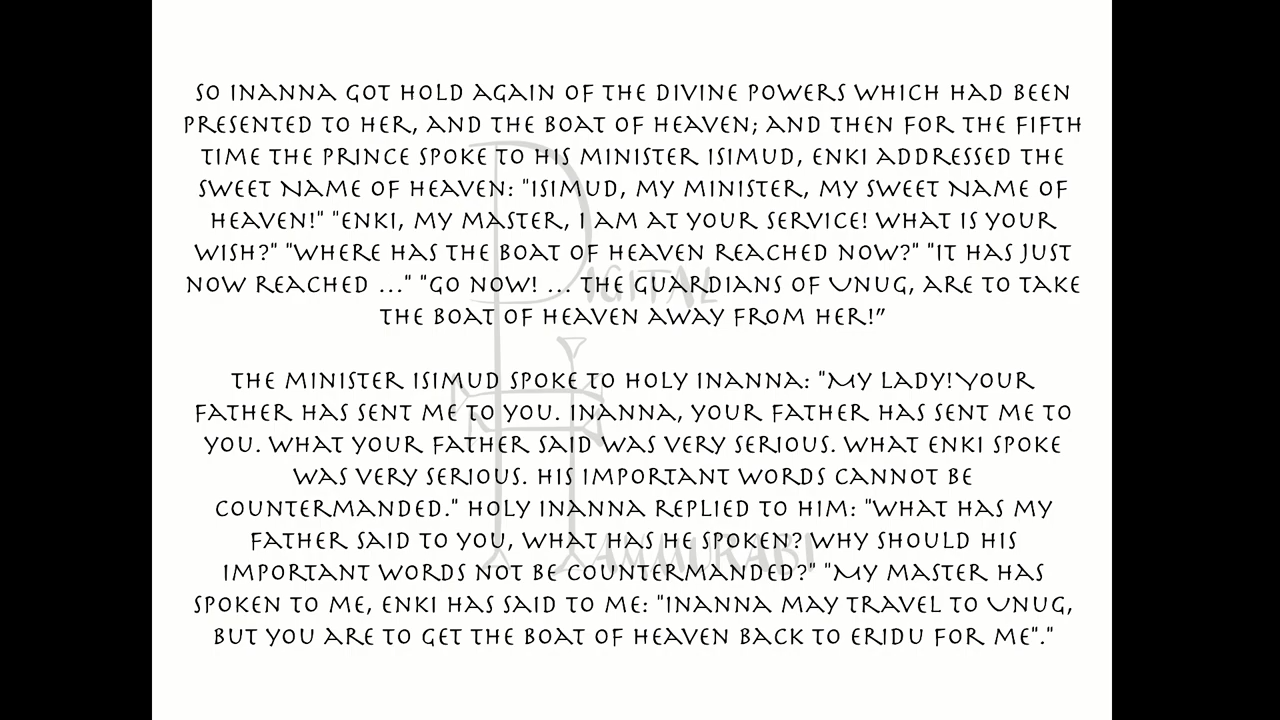 SO INANNA GOT HOLD AGAIN OF THE DIVINE POWERS WHICH HAD BEEN
PRESENTED TO HER, AND THE BOAT OF HEAVEN; AND THEN FOR THE FIFTH
TIME THE PRINCE SPOKE TO HIS MINISTER ISIMUD, ENKI ADDRESSED THE
SWEET NAME OF HEAVEN: "ISIMUD, MY MINISTER, MY SWEET NAME OF
HEAVEN!" "ENKI, MY MASTER, I AM AT YOUR SERVICE! WHAT IS YOUR
WISH?" "WHERE HAS THE BOAT OF HEAVEN REACHED NOW?" "IT HAS JUST
NOW REACHED …" "GO NOW! … THE GUARDIANS OF UNUG, ARE TO TAKE
THE BOAT OF HEAVEN AWAY FROM HER!”
THE MINISTER ISIMUD SPOKE TO HOLY INANNA: "MY LADY! YOUR
FATHER HAS SENT ME TO YOU. INANNA, YOUR FATHER HAS SENT ME TO
YOU. WHAT YOUR FATHER SAID WAS VERY SERIOUS. WHAT ENKI SPOKE
WAS VERY SERIOUS. HIS IMPORTANT WORDS CANNOT BE
COUNTERMANDED." HOLY INANNA REPLIED TO HIM: "WHAT HAS MY
FATHER SAID TO YOU, WHAT HAS HE SPOKEN? WHY SHOULD HIS
IMPORTANT WORDS NOT BE COUNTERMANDED?" "MY MASTER HAS
SPOKEN TO ME, ENKI HAS SAID TO ME: "INANNA MAY TRAVEL TO UNUG,
BUT YOU ARE TO GET THE BOAT OF HEAVEN BACK TO ERIDU FOR ME"."
DIGITAL
HAMMURABI